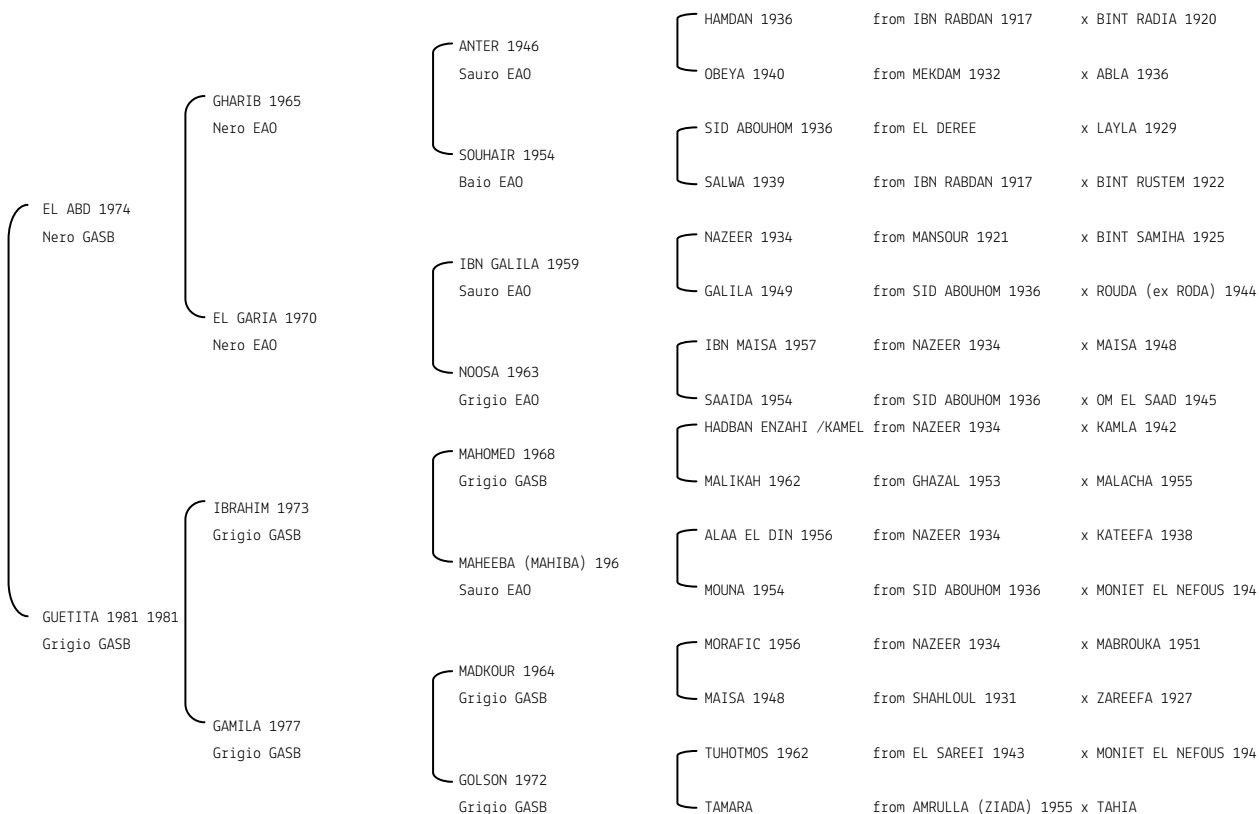 HAMDAN 1936 from IBN RABDAN 1917 x BINT RADIA 1920
ANTER 1946
Sauro EAO
OBEYA 1940 from MEKDAM 1932 x ABLA 1936
GHARIB 1965
Nero EAO
SID ABOUHOM 1936 from EL DEREE x LAYLA 1929
SOUHAIR 1954
Baio EAO
SALWA 1939 from IBN RABDAN 1917 x BINT RUSTEM 1922
EL ABD 1974
Nero GASB
NAZEER 1934 from MANSOUR 1921 x BINT SAMIHA 1925
IBN GALILA 1959
Sauro EAO
GALILA 1949 from SID ABOUHOM 1936 x ROUDA (ex RODA) 1944
EL GARIA 1970
Nero EAO
IBN MAISA 1957 from NAZEER 1934 x MAISA 1948
NOOSA 1963
Grigio EAO
SAAIDA 1954 from SID ABOUHOM 1936 x OM EL SAAD 1945
HADBAN ENZAHI /KAMEL from NAZEER 1934 x KAMLA 1942
MAHOMED 1968
Grigio GASB
MALIKAH 1962 from GHAZAL 1953 x MALACHA 1955
IBRAHIM 1973
Grigio GASB
ALAA EL DIN 1956 from NAZEER 1934 x KATEEFA 1938
MAHEEBA (MAHIBA) 196
Sauro EAO
MOUNA 1954 from SID ABOUHOM 1936 x MONIET EL NEFOUS 194
GUETITA 1981 1981
Grigio GASB
MORAFIC 1956 from NAZEER 1934 x MABROUKA 1951
MADKOUR 1964
Grigio GASB
MAISA 1948 from SHAHLOUL 1931 x ZAREEFA 1927
GAMILA 1977
Grigio GASB
TUHOTMOS 1962 from EL SAREEI 1943 x MONIET EL NEFOUS 194
GOLSON 1972
Grigio GASB
TAMARA from AMRULLA (ZIADA) 1955 x TAHIA